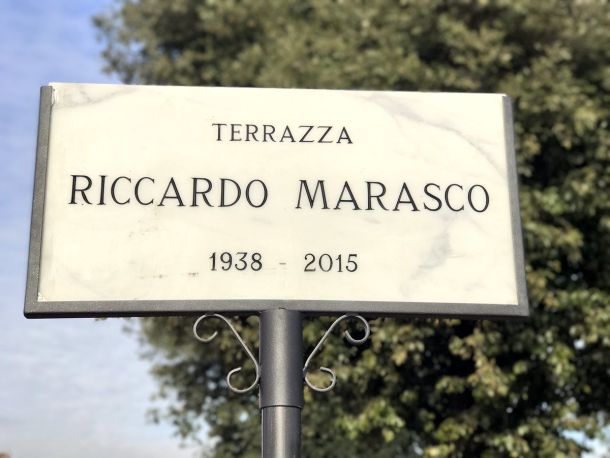 TERRAZZA
RICCARDO MARASCO
1938 - 2015